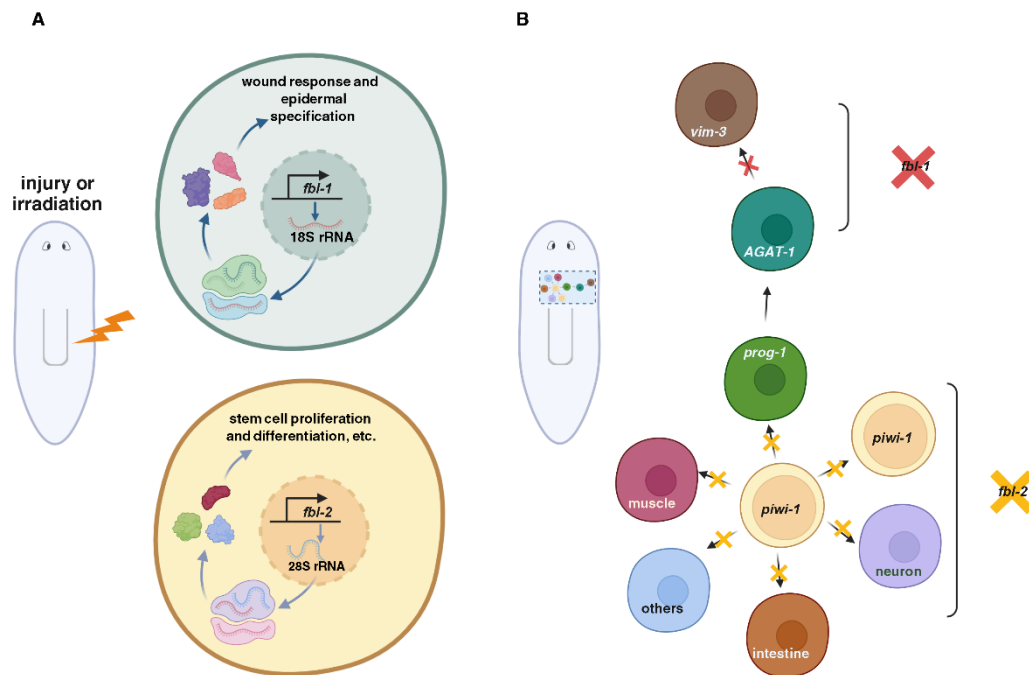 A
wound response and
epidermal
specification
fbl-1
18S rRNA
injury or
irradiation
stem cell proliferation
and differentiation, etc.
fbl-2
28S rRNA
B
vim-3
fbl-1
AGAT-1
prog-1
piwi-1
muscle
piwi-1
fbl-2
neuron
others
intestine